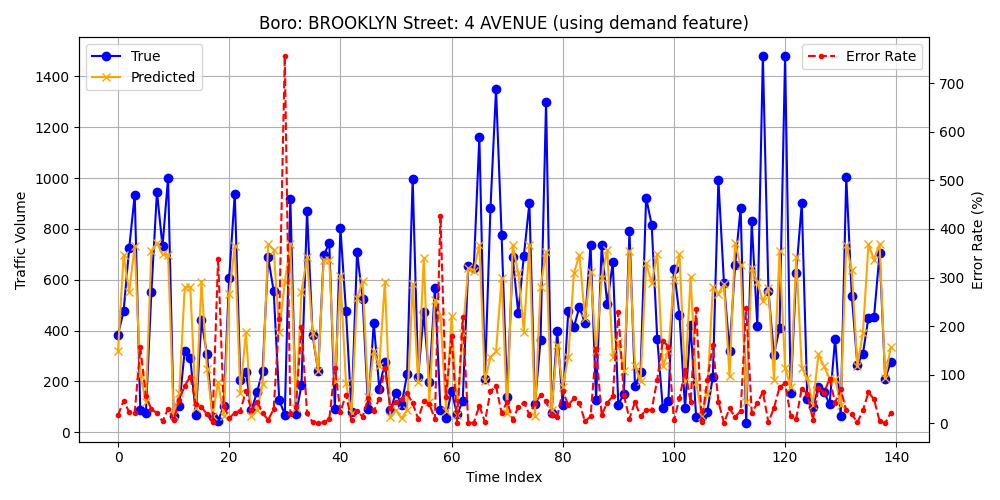 Boro: BROOKLYN Street: 4 AVENUE (using demand feature)
True
Predicted
Error Rate
Traffic Volume
1400
1200
1000
800
600
400
200
0
700
600
500
400
300
200
100
0
Error Rate (%)
0 20 40 60 80 100 120 140
Time Index